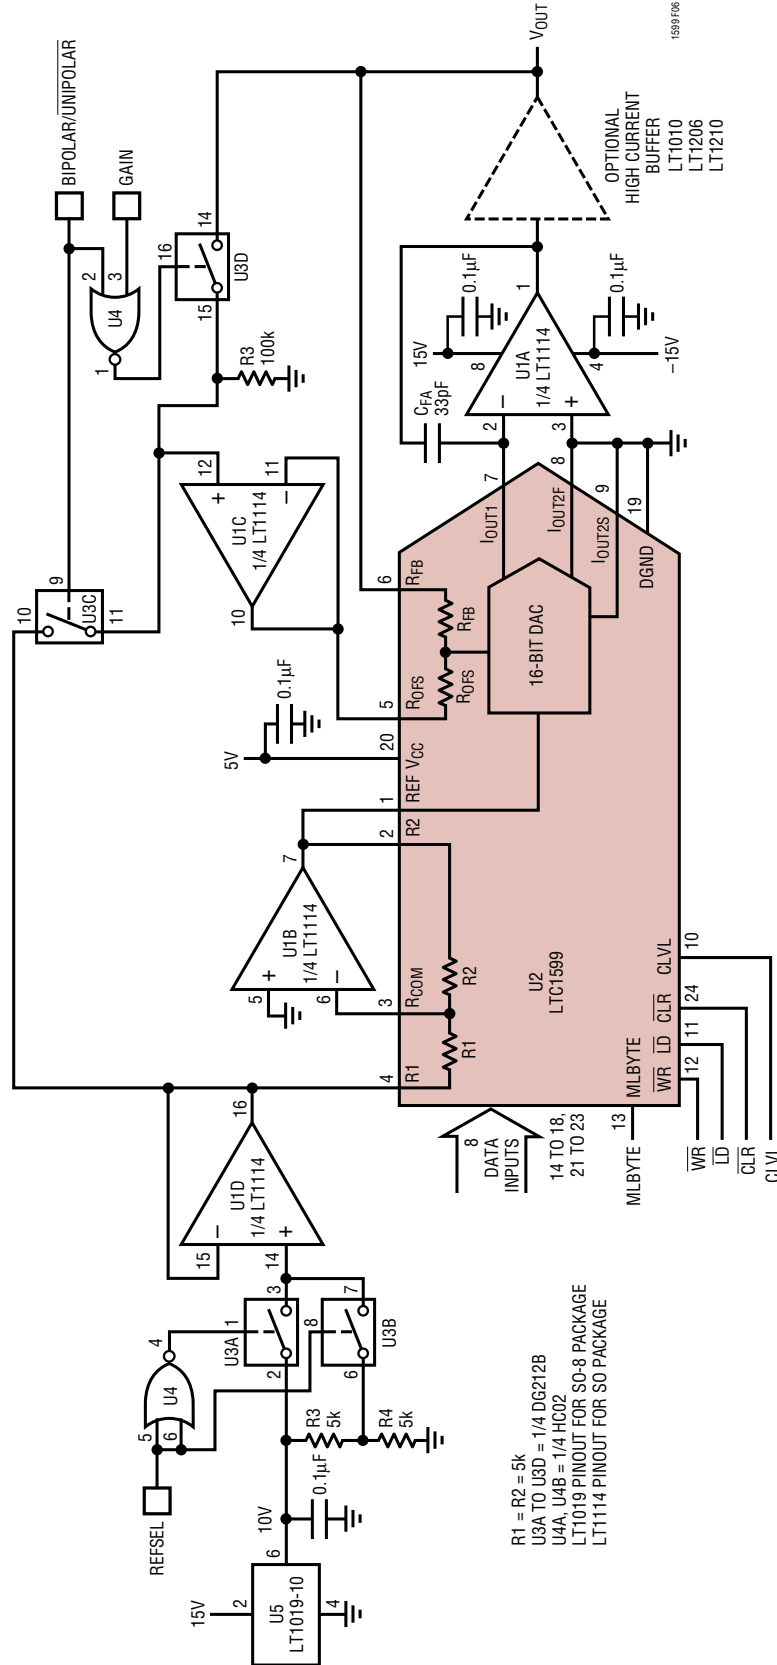 REFSEL
5
6
U4
4
15V
2
U5
LT1019-10
4
6
10V
0.1µF
R3
5k
R4
5k
U3A
1
2
3
8
6
7
U3B
15
14
–
+
U1D
1/4 LT1114
16
U1B
1/4 LT1114
5
6
+
–
7
5V
0.1µF
10
9
U3C
11
U1C
1/4 LT1114
10
12
11
+
–
R3
100k
BIPOLAR/UNIPOLAR
GAIN
2
3
U4
1
16
15
14
U3D
4
3
2
1
20
5
6
R1
RCOM
R2
REF
VCC
ROFS
RFB
R1
R2
ROFS
RFB
16-BIT DAC
U2
LTC1599
IOUT1
IOUT2F
IOUT2S
DGND
7
8
9
19
CFA
33pF
15V
0.1µF
8
2
3
–
+
U1A
1/4 LT1114
1
4
0.1µF
–15V
VOUT
OPTIONAL
HIGH CURRENT
BUFFER
LT1010
LT1206
LT1210
8
DATA
INPUTS
14 TO 18,
21 TO 23
MLBYTE
13
MLBYTE
WR
LD
CLR
CLVL
12
11
24
10
WR
LD
CLR
CLVL
R1 = R2 = 5k
U3A TO U3D = 1/4 DG212B
U4A, U4B = 1/4 HC02
LT1019 PINOUT FOR SO-8 PACKAGE
LT1114 PINOUT FOR SO PACKAGE
1599 F06